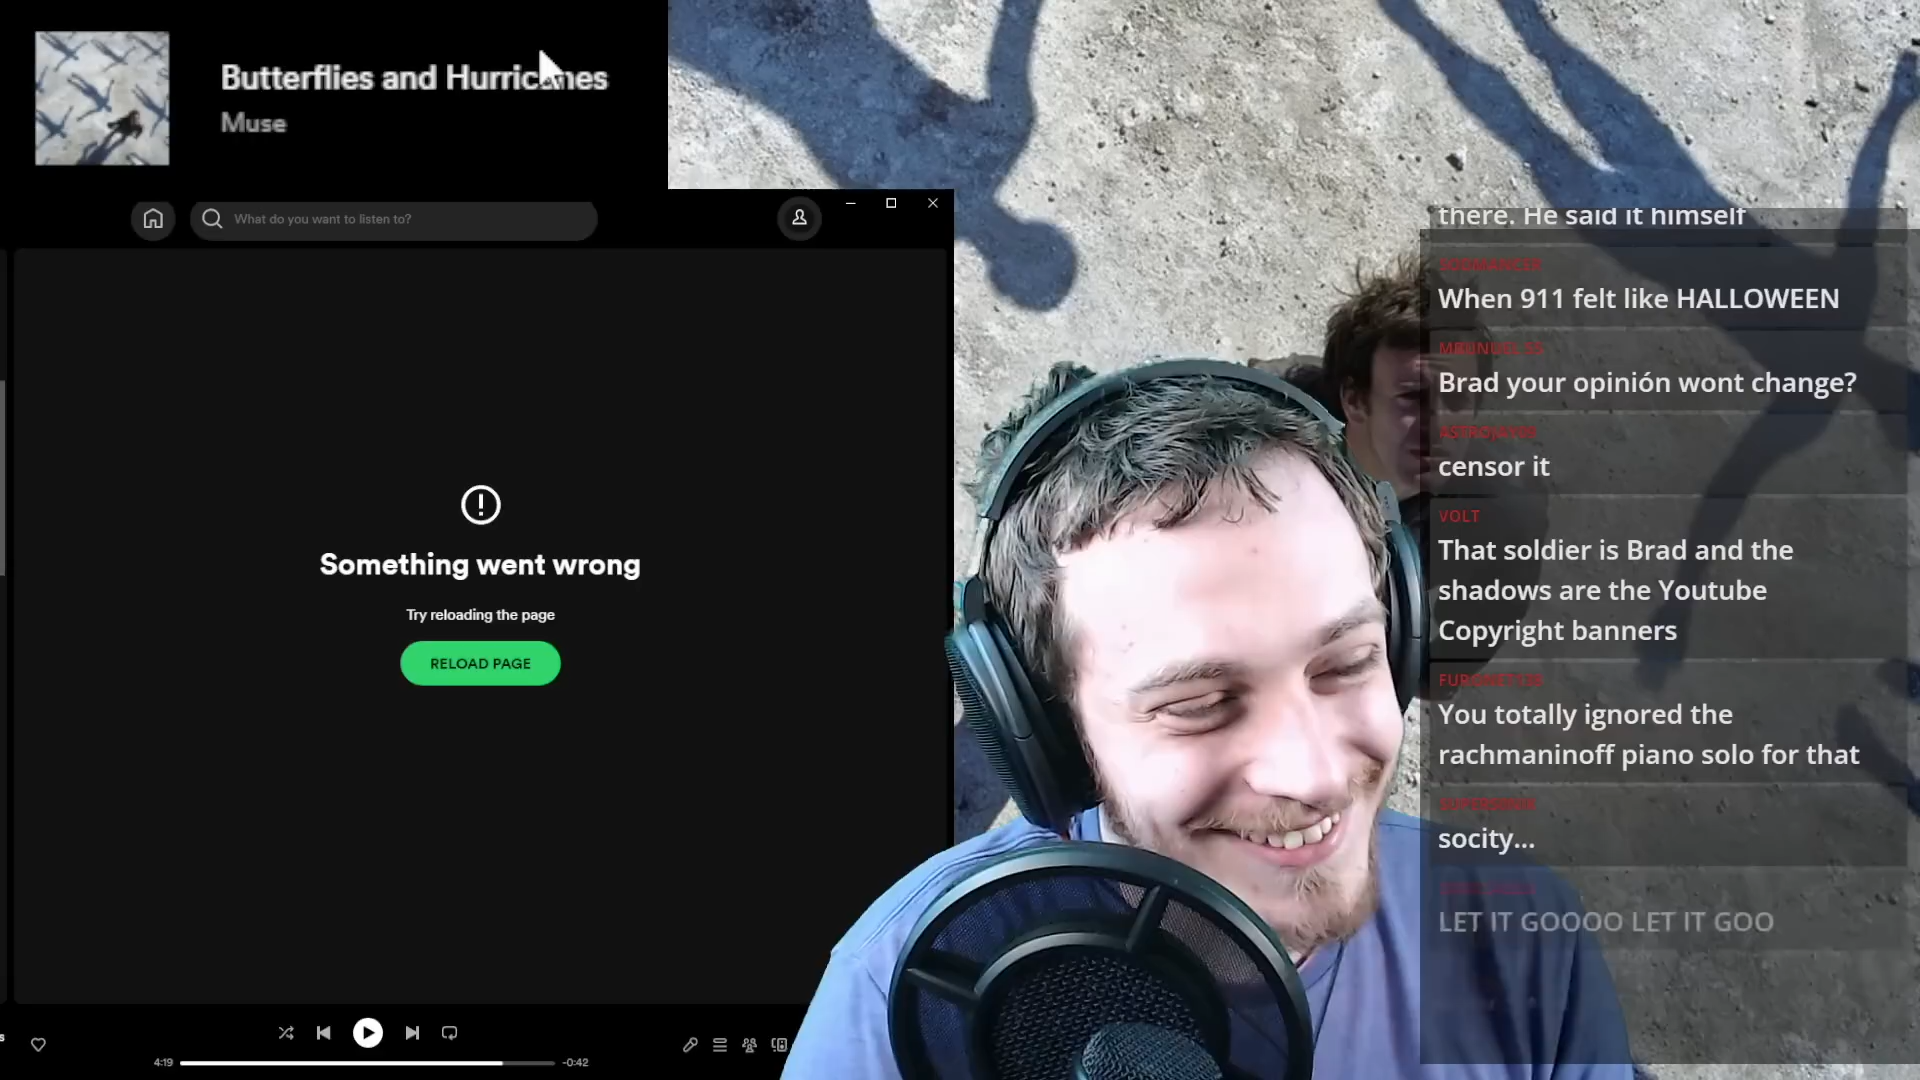 Butterflies and Hurricanes
Muse
What do you want to listen to?
Something went wrong
Try reloading the page
RELOAD PAGE
4:19
-0:42
there. He said it himself
When 911 felt like HALLOWEEN
Brad your opinión wont change?
censor it
VOLT
That soldier is Brad and the
shadows are the Youtube
Copyright banners
You totally ignored the
rachmaninoff piano solo for that
socity...
LET IT GOOOO LET IT GOO